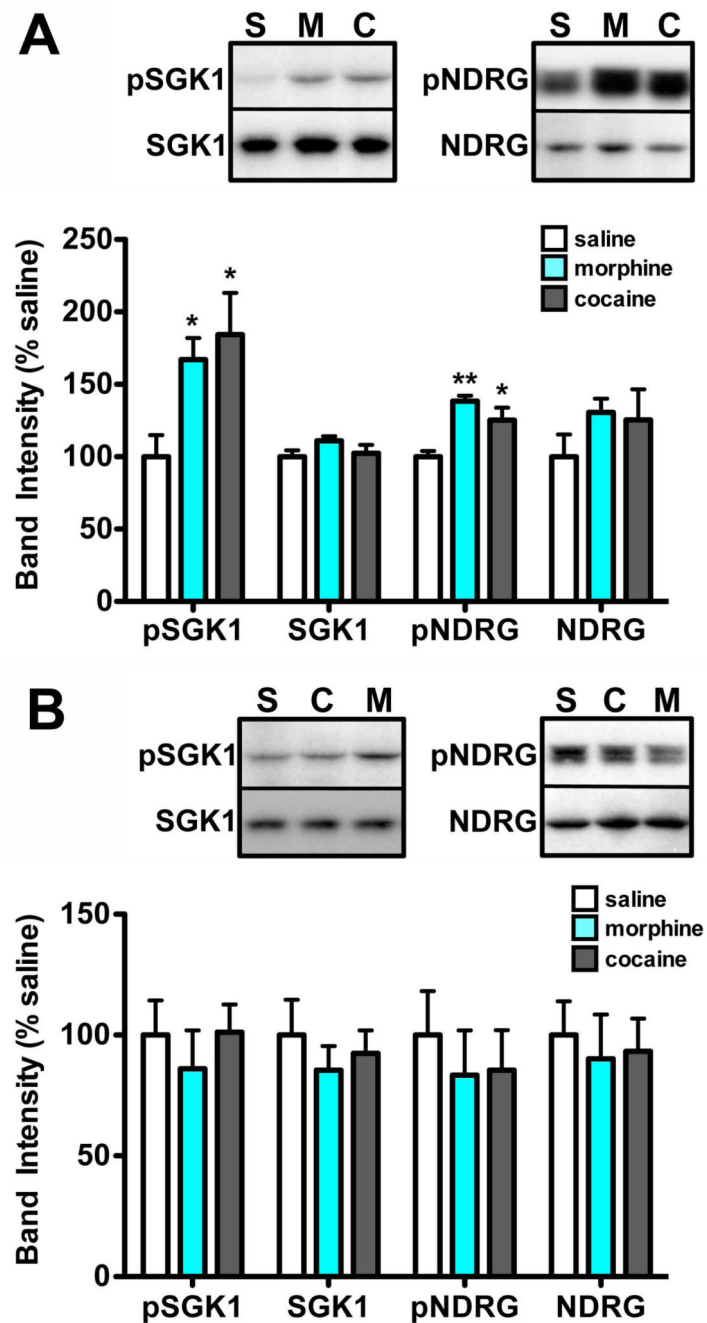 A
S M C
S M C
pSGK1
pNDRG
SGK1
NDRG
Band Intensity (% saline)
250
200
150
100
50
0
saline
morphine
cocaine
*
*
**
*
pSGK1 SGK1 pNDRG NDRG
B
S C M
S C M
pSGK1
pNDRG
SGK1
NDRG
Band Intensity (% saline)
150
100
50
0
saline
morphine
cocaine
pSGK1 SGK1 pNDRG NDRG